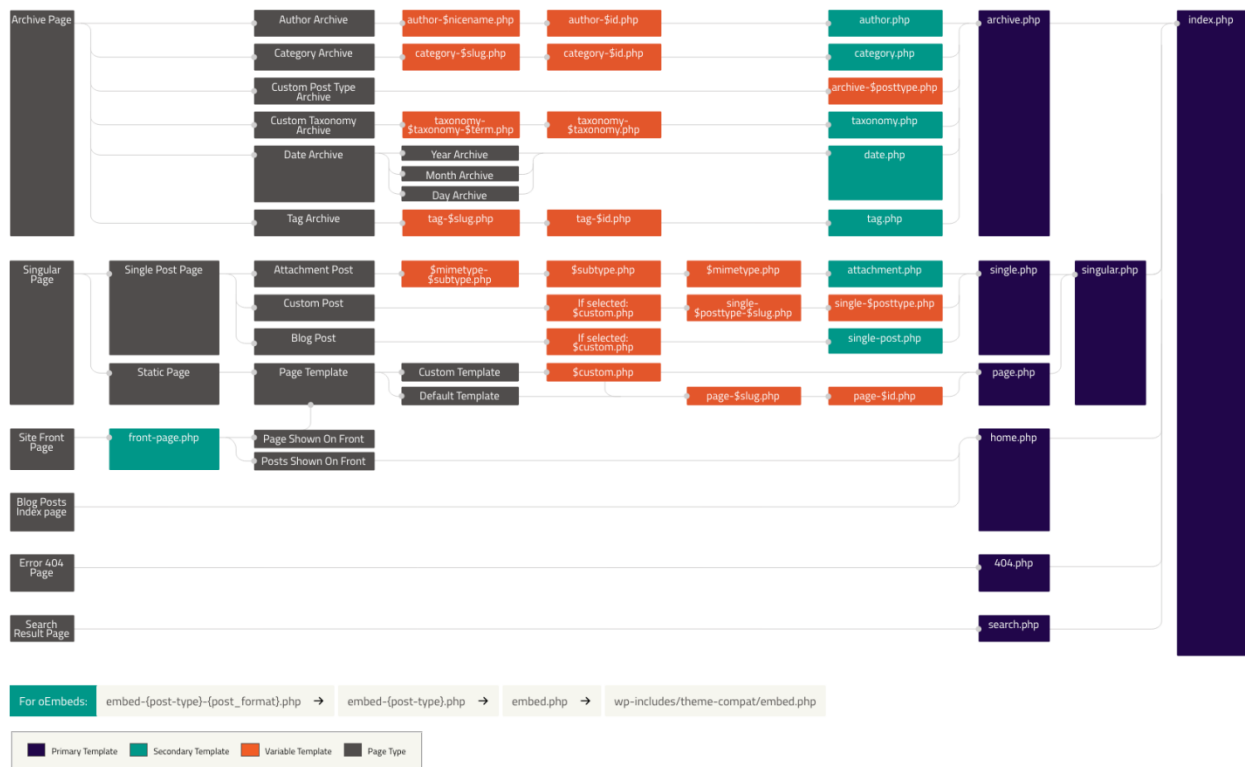 Archive Page
Author Archive
author-$nicename.php
author-$id.php
author.php
archive.php
index.php
Category Archive
category-$slug.php
category-$id.php
category.php
Custom Post Type
Archive
archive-$posttype.php
Custom Taxonomy
Archive
taxonomy-
$taxonomy-$term.php
taxonomy-
$taxonomy.php
taxonomy.php
Date Archive
Year Archive
Month Archive
Day Archive
date.php
Tag Archive
tag-$slug.php
tag-$id.php
tag.php
Singular
Page
Single Post Page
Attachment Post
$mimetype-
$subtype.php
$subtype.php
$mimetype.php
attachment.php
single.php
singular.php
Custom Post
If selected:
$custom.php
single-
$posttype-$slug.php
single-$posttype.php
Blog Post
If selected:
$custom.php
single-post.php
Static Page
Page Template
Custom Template
$custom.php
page.php
Default Template
page-$slug.php
page-$id.php
Site Front
Page
front-page.php
Page Shown On Front
Posts Shown On Front
home.php
Blog Posts
Index page
Error 404
Page
404.php
Search
Result Page
search.php
For oEmbeds: embed-{post-type}-{post_format}.php → embed-{post-type}.php → embed.php → wp-includes/theme-compat/embed.php
Primary Template Secondary Template Variable Template Page Type